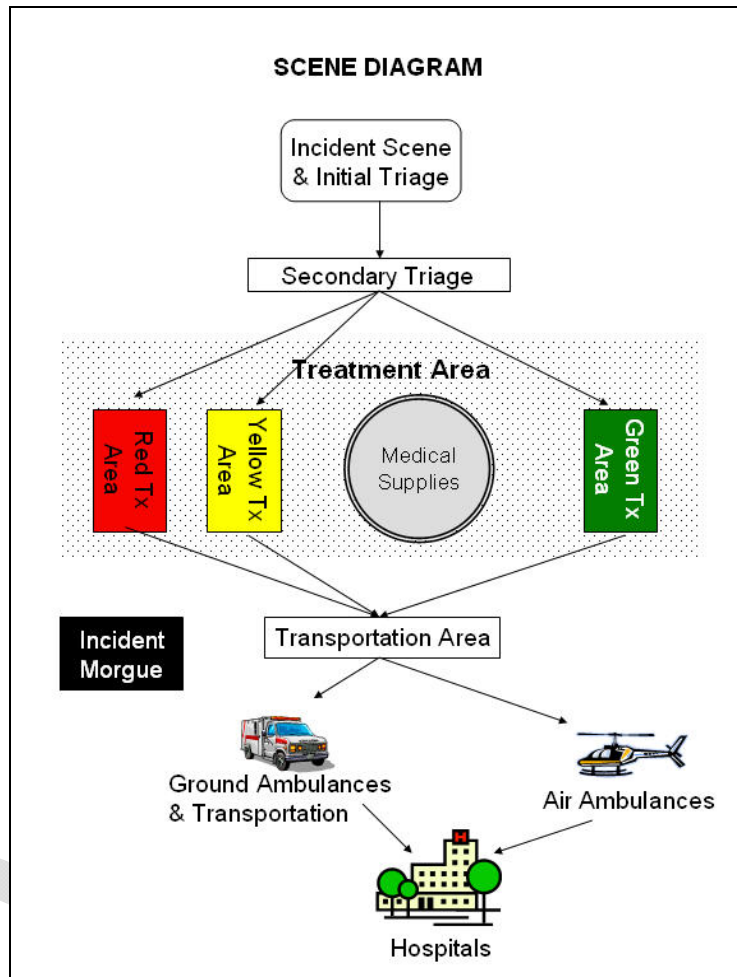 SCENE DIAGRAM
Incident Scene
& Initial Triage
Secondary Triage
Treatment Area
Red Tx
Area
Yellow Tx
Area
Medical
Supplies
Green Tx
Area
Incident
Morgue
Transportation Area
Ground Ambulances
& Transportation
Air Ambulances
H
Hospitals